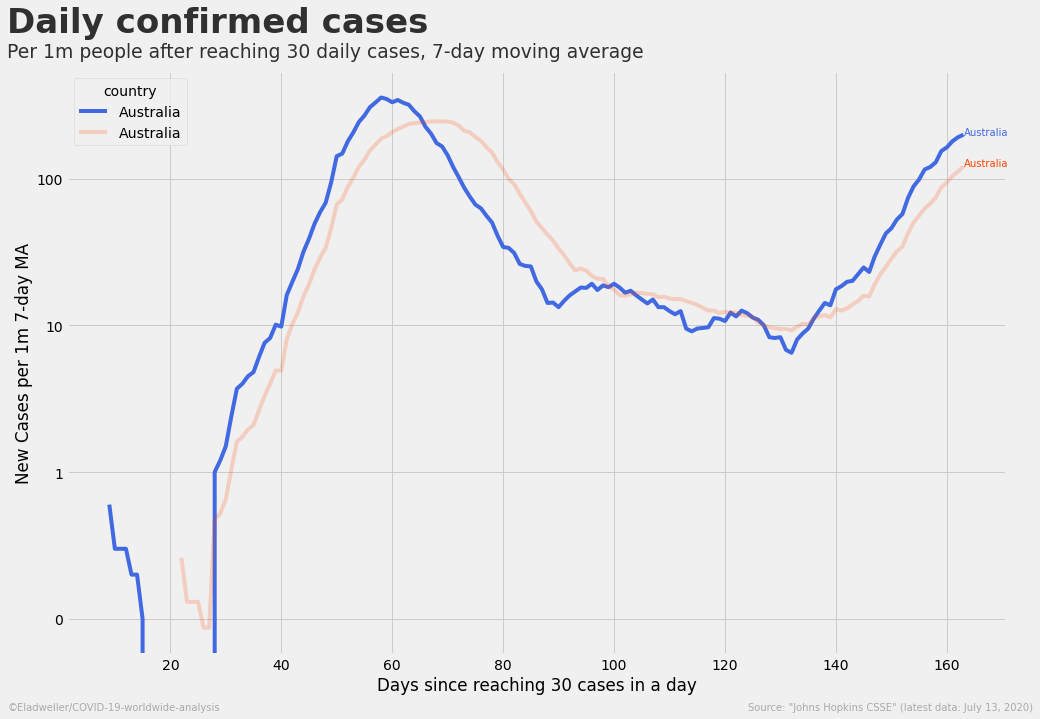 Daily confirmed cases
Per 1m people after reaching 30 daily cases, 7-day moving average
country
Australia
Australia
Australia
Australia
New Cases per 1m 7-day MA
100
10
1
0
20 40 60 80 100 120 140 160
Days since reaching 30 cases in a day
©Eladweller/COVID-19-worldwide-analysis
Source: "Johns Hopkins CSSE" (latest data: July 13, 2020)